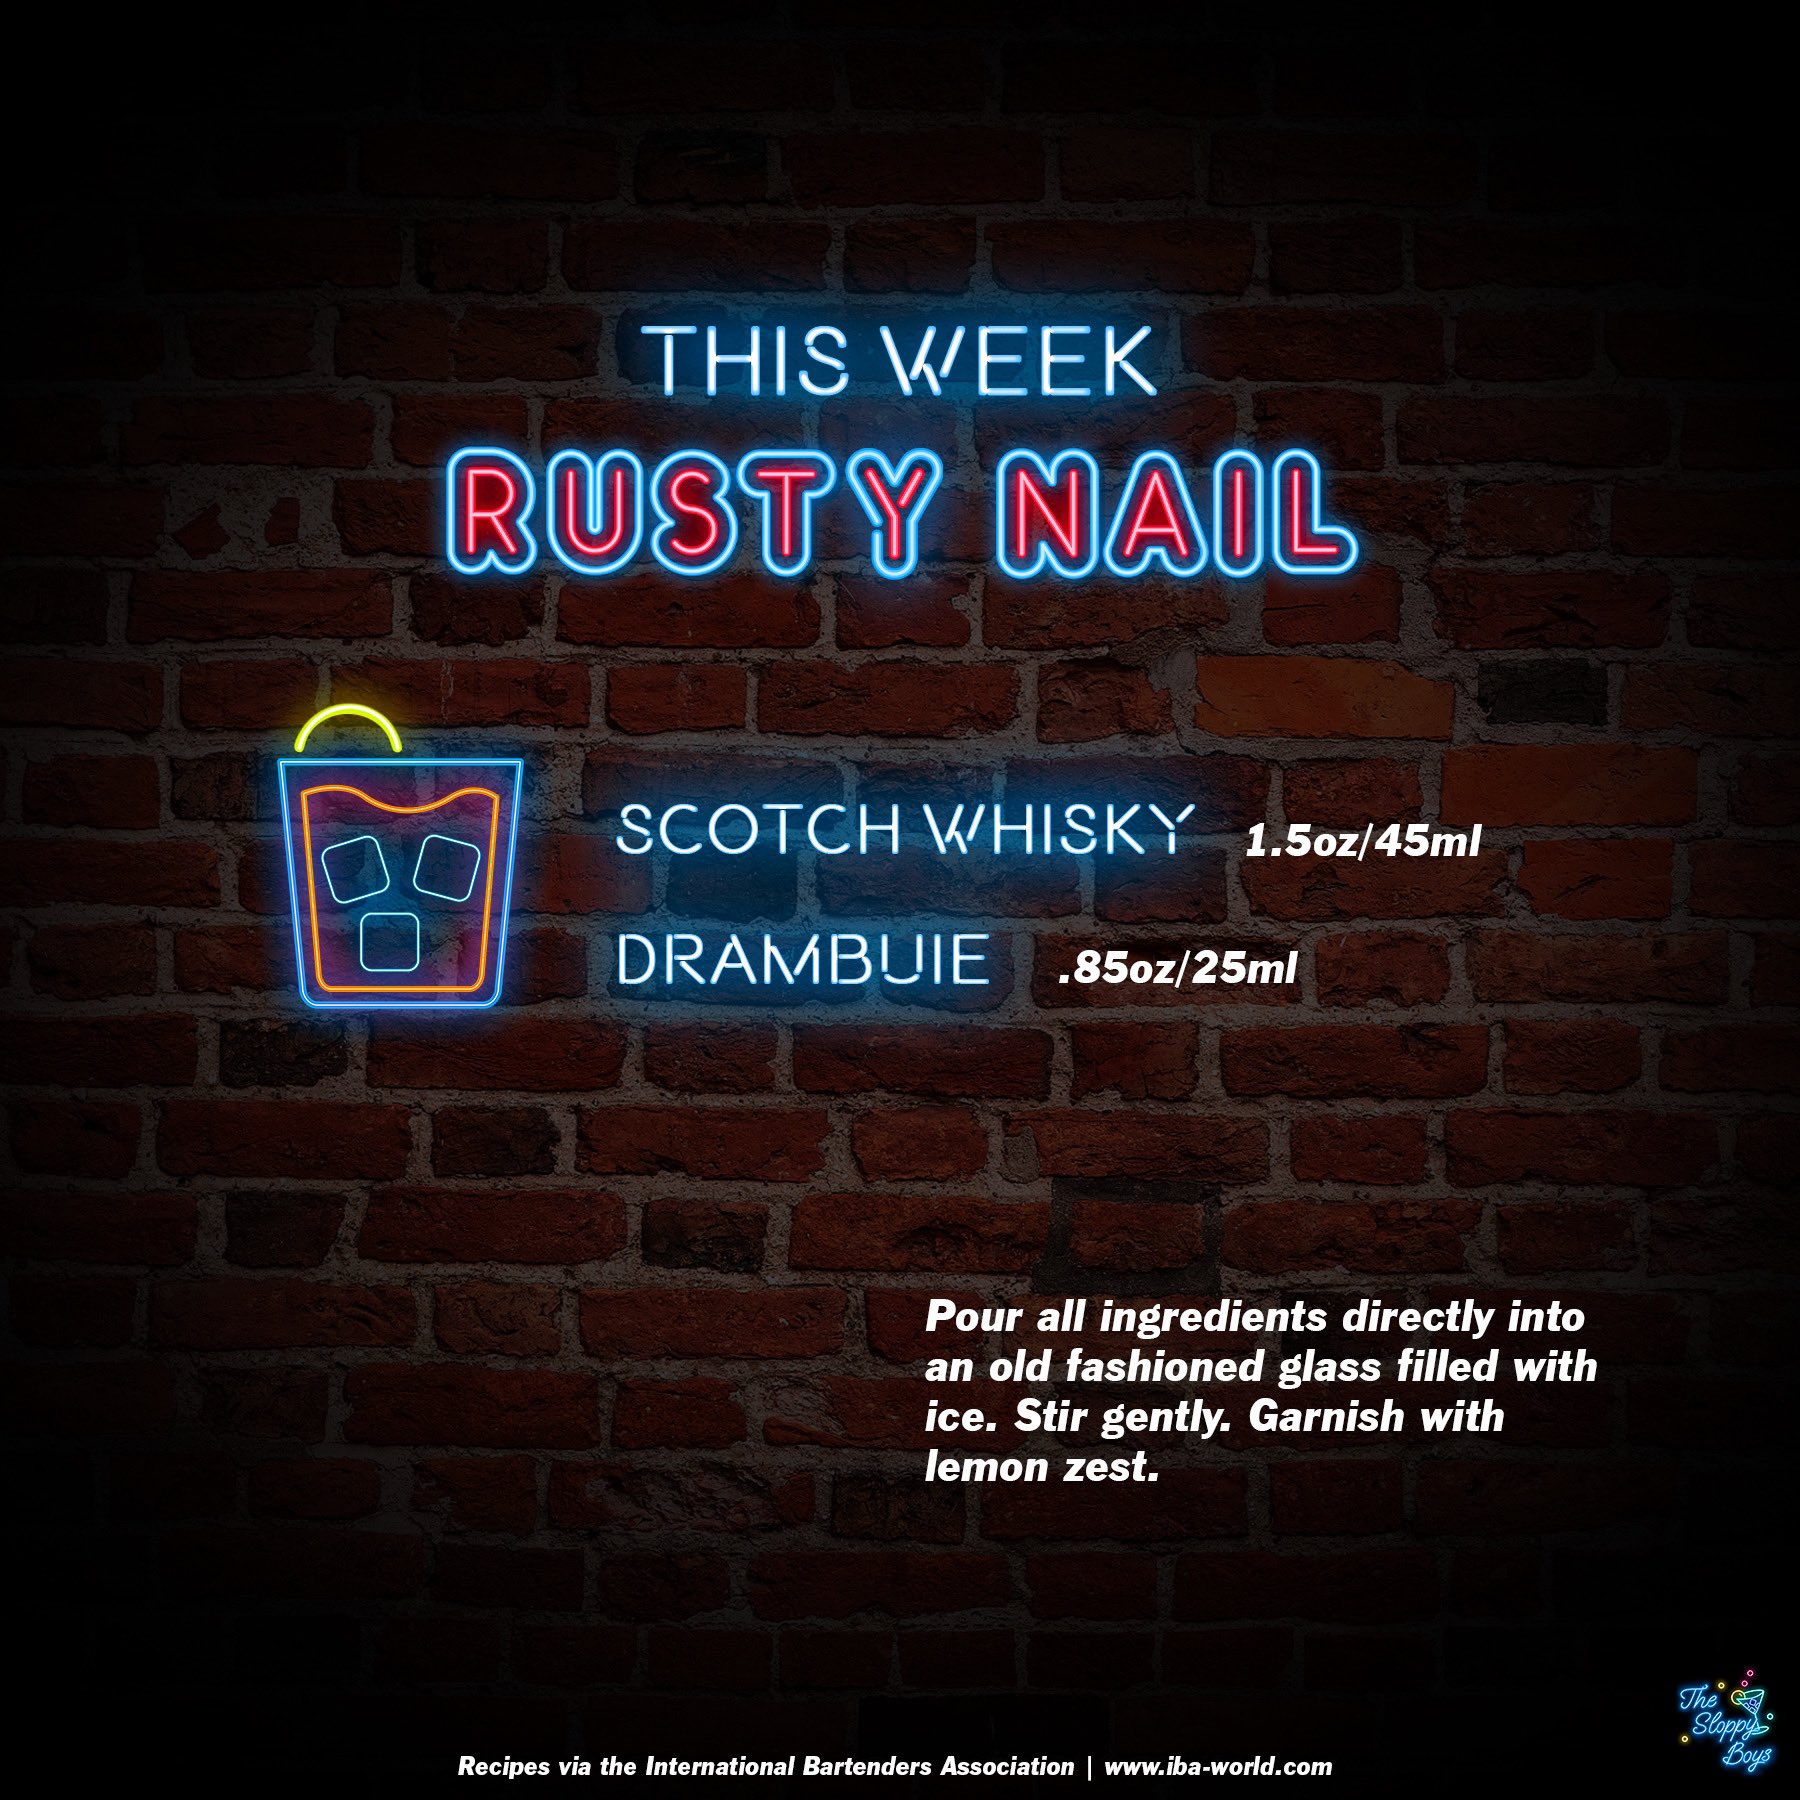 THIS WEEK
RUSTY NAIL
SCOTCH WHISKY 1.5oz/45ml
DRAMBUIE .85oz/25ml
Pour all ingredients directly into
an old fashioned glass filled with
ice. Stir gently. Garnish with
lemon zest.
The
Sloppy
Boys
Recipes via the International Bartenders Association | www.iba-world.com